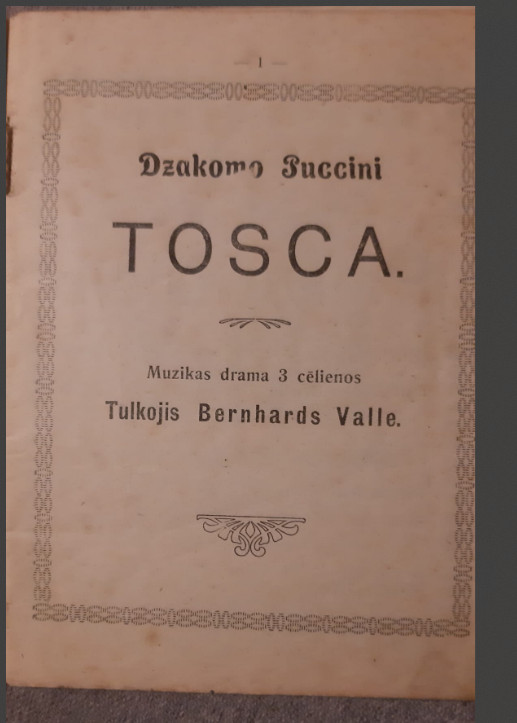 — 1 —
Dzakomo Puccini
TOSCA.
Muzikas drama 3 cēlienos
Tulkojis Bernhards Valle.